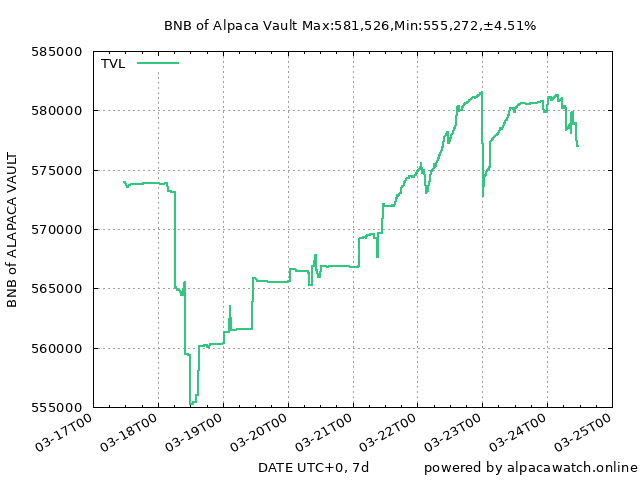 BNB of Alpaca Vault Max:581,526,Min:555,272,±4.51%
585000
TVL
580000
575000
570000
565000
560000
555000
BNB of ALAPACA VAULT
03-17T00
03-18T00
03-19T00
03-20T00
03-21T00
03-22T00
03-23T00
03-24T00
03-25T00
DATE UTC+0, 7d
powered by alpacawatch.online